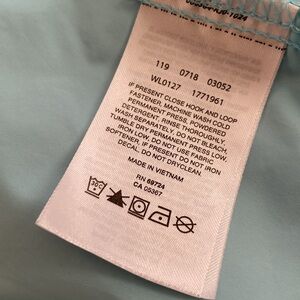 119 0718 03052
WL0127 1771961
IF PRESENT CLOSE HOOK AND LOOP
FASTENER, MACHINE WASH COLD
PERMANENT PRESS, POWDERED
DETERGENT, RINSE THOROUGHLY,
WASH SEPARATELY, DO NOT BLEACH,
TUMBLE DRY PERMANENT PRESS LOW,
IRON LOW, DO NOT USE FABRIC
SOFTENER, IF PRESENT DO NOT IRON
DECAL. DO NOT DRYCLEAN.
MADE IN VIETNAM
RN 69724
CA 05367